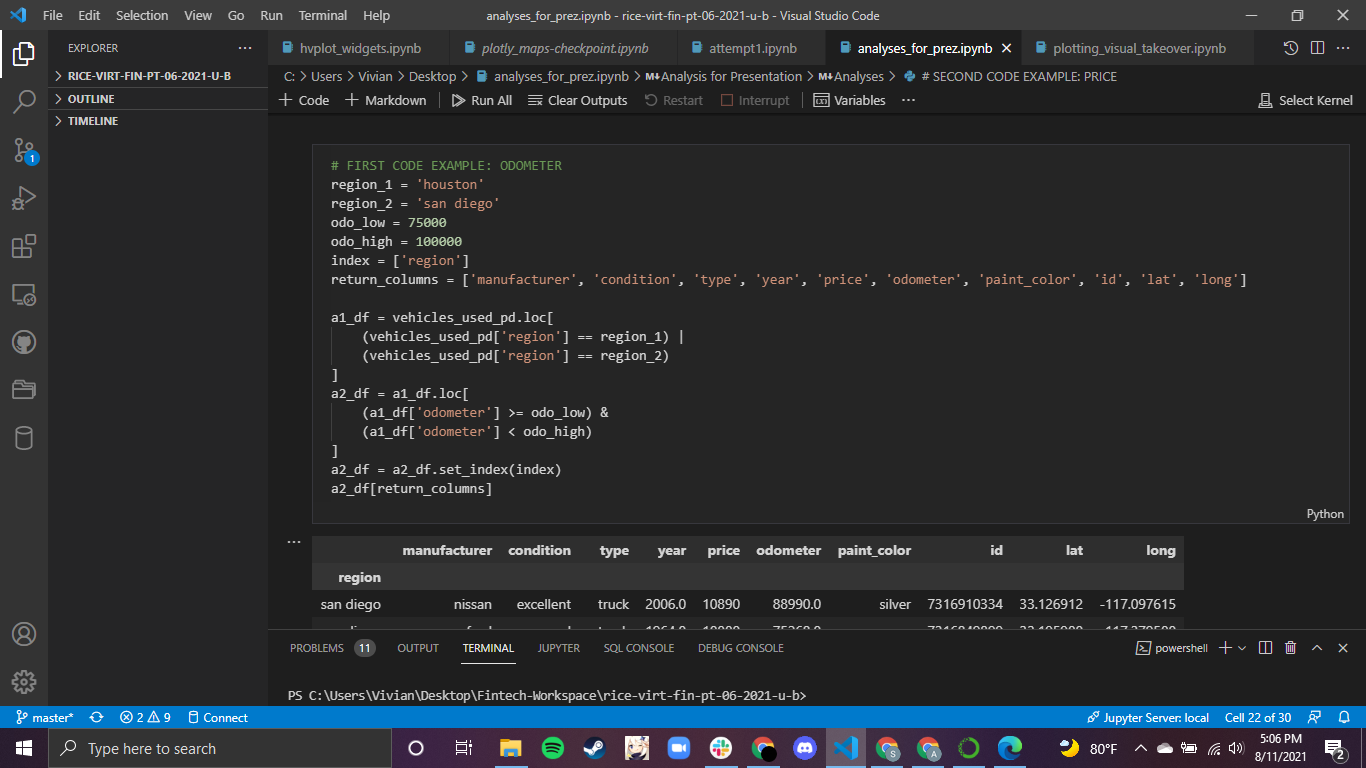 File Edit Selection View Go Run Terminal Help analyses_for_prez.ipynb - rice-virt-fin-pt-06-2021-u-b - Visual Studio Code
EXPLORER ... hvplot_widgets.ipynb plotly_maps-checkpoint.ipynb attempt1.ipynb analyses_for_prez.ipynb plotting_visual_takeover.ipynb
RICE-VIRT-FIN-PT-06-2021-U-B
OUTLINE
TIMELINE
C: > Users > Vivian > Desktop > analyses_for_prez.ipynb > M+Analysis for Presentation > M+Analyses > # SECOND CODE EXAMPLE: PRICE
+ Code + Markdown Run All Clear Outputs Restart Interrupt Variables ... Select Kernel
# FIRST CODE EXAMPLE: ODOMETER
region_1 = 'houston'
region_2 = 'san diego'
odo_low = 75000
odo_high = 100000
index = ['region']
return_columns = ['manufacturer', 'condition', 'type', 'year', 'price', 'odometer', 'paint_color', 'id', 'lat', 'long']
a1_df = vehicles_used_pd.loc[
(vehicles_used_pd['region'] == region_1) |
(vehicles_used_pd['region'] == region_2)
]
a2_df = a1_df.loc[
(a1_df['odometer'] >= odo_low) &
(a1_df['odometer'] < odo_high)
]
a2_df = a2_df.set_index(index)
a2_df[return_columns]
Python
manufacturer condition type year price odometer paint_color id lat long
region
san diego nissan excellent truck 2006.0 10890 88990.0 silver 7316910334 33.126912 -117.097615
PROBLEMS 11 OUTPUT TERMINAL JUPYTER SQL CONSOLE DEBUG CONSOLE powershell
PS C:\Users\Vivian\Desktop\Fintech-Workspace\rice-virt-fin-pt-06-2021-u-b>
1
master* 2 9 Connect Jupyter Server: local Cell 22 of 30
Type here to search 80°F 5:06 PM
8/11/2021
2